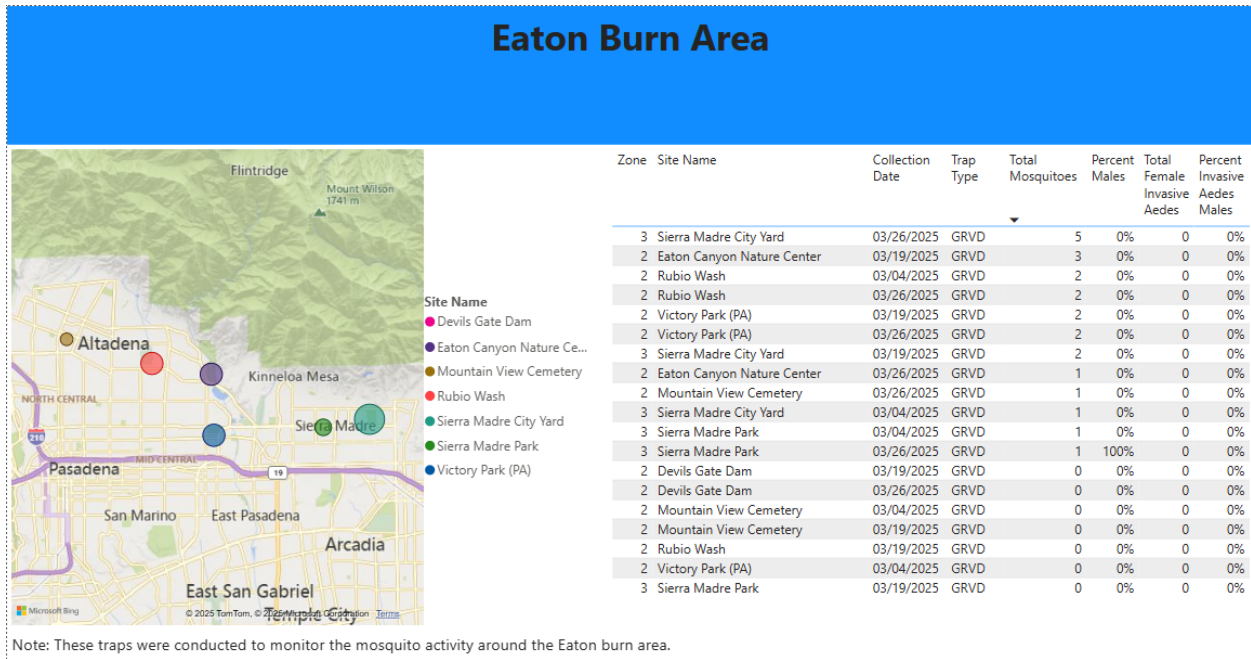 Eaton Burn Area
Flintridge
Mount Wilson
1741 m
Altadena
Kinneloa Mesa
NORTH CENTRAL
Sierra Madre
210
MID CENTRAL
Pasadena
19
San Marino
East Pasadena
Arcadia
East San Gabriel
Temple City
Microsoft Bing
© 2025 TomTom, © 2025 Microsoft Corporation Terms
Site Name
Devils Gate Dam
Eaton Canyon Nature Ce...
Mountain View Cemetery
Rubio Wash
Sierra Madre City Yard
Sierra Madre Park
Victory Park (PA)
Zone Site Name Collection Date Trap Type Total Mosquitoes Percent Males Total Female Invasive Aedes Percent Invasive Aedes Males
3 Sierra Madre City Yard 03/26/2025 GRVD 5 0% 0 0%
2 Eaton Canyon Nature Center 03/19/2025 GRVD 3 0% 0 0%
2 Rubio Wash 03/04/2025 GRVD 2 0% 0 0%
2 Rubio Wash 03/26/2025 GRVD 2 0% 0 0%
2 Victory Park (PA) 03/19/2025 GRVD 2 0% 0 0%
2 Victory Park (PA) 03/26/2025 GRVD 2 0% 0 0%
3 Sierra Madre City Yard 03/19/2025 GRVD 2 0% 0 0%
2 Eaton Canyon Nature Center 03/26/2025 GRVD 1 0% 0 0%
2 Mountain View Cemetery 03/26/2025 GRVD 1 0% 0 0%
3 Sierra Madre City Yard 03/04/2025 GRVD 1 0% 0 0%
3 Sierra Madre Park 03/04/2025 GRVD 1 0% 0 0%
3 Sierra Madre Park 03/26/2025 GRVD 1 100% 0 0%
2 Devils Gate Dam 03/19/2025 GRVD 0 0% 0 0%
2 Devils Gate Dam 03/26/2025 GRVD 0 0% 0 0%
2 Mountain View Cemetery 03/04/2025 GRVD 0 0% 0 0%
2 Mountain View Cemetery 03/19/2025 GRVD 0 0% 0 0%
2 Rubio Wash 03/19/2025 GRVD 0 0% 0 0%
2 Victory Park (PA) 03/04/2025 GRVD 0 0% 0 0%
3 Sierra Madre Park 03/19/2025 GRVD 0 0% 0 0%
Note: These traps were conducted to monitor the mosquito activity around the Eaton burn area.